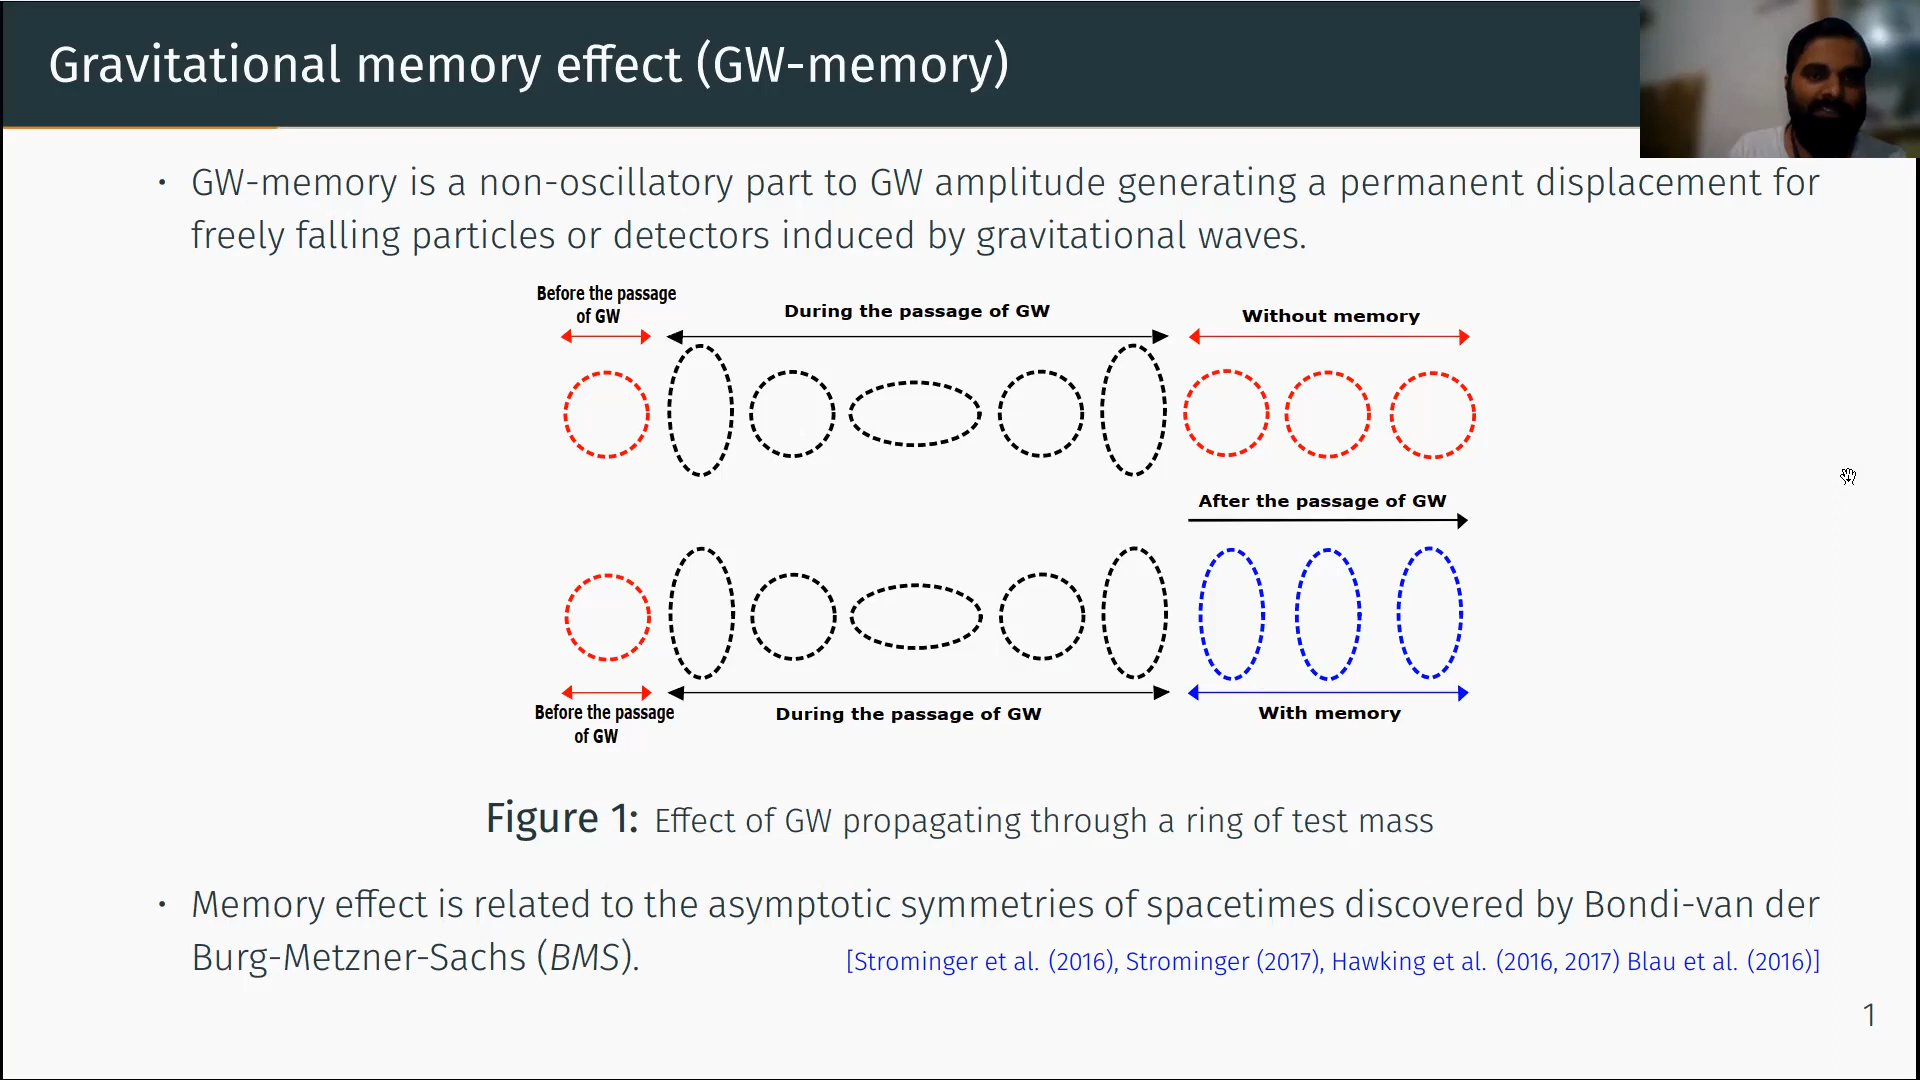 Gravitational memory effect (GW-memory)
• GW-memory is a non-oscillatory part to GW amplitude generating a permanent displacement for
freely falling particles or detectors induced by gravitational waves.
Before the passage
of GW
During the passage of GW
Without memory
After the passage of GW
Before the passage
of GW
During the passage of GW
With memory
Figure 1: Effect of GW propagating through a ring of test mass
• Memory effect is related to the asymptotic symmetries of spacetimes discovered by Bondi-van der
Burg-Metzner-Sachs (BMS). [Strominger et al. (2016), Strominger (2017), Hawking et al. (2016, 2017) Blau et al. (2016)]
1